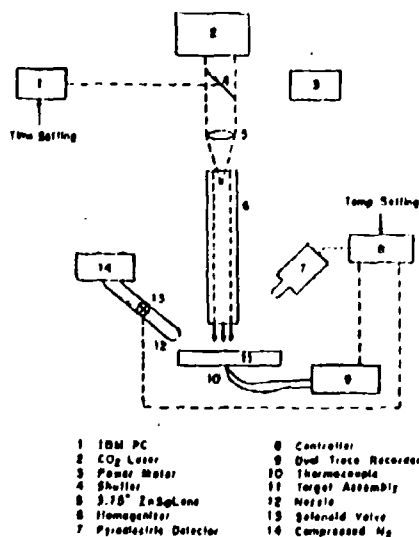 2
1
4
3
5
Time Setting
6
Temp Setting
14
7
8
13
12
11
10
9
1 IBM PC
2 CO2 Laser
3 Power Meter
4 Shutter
5 3.75" ZnSe Lens
6 Homogenizer
7 Pyroelectric Detector
8 Controller
9 Dual Trace Recorder
10 Thermocouple
11 Target Assembly
12 Nozzle
13 Solenoid Valve
14 Compressed N2